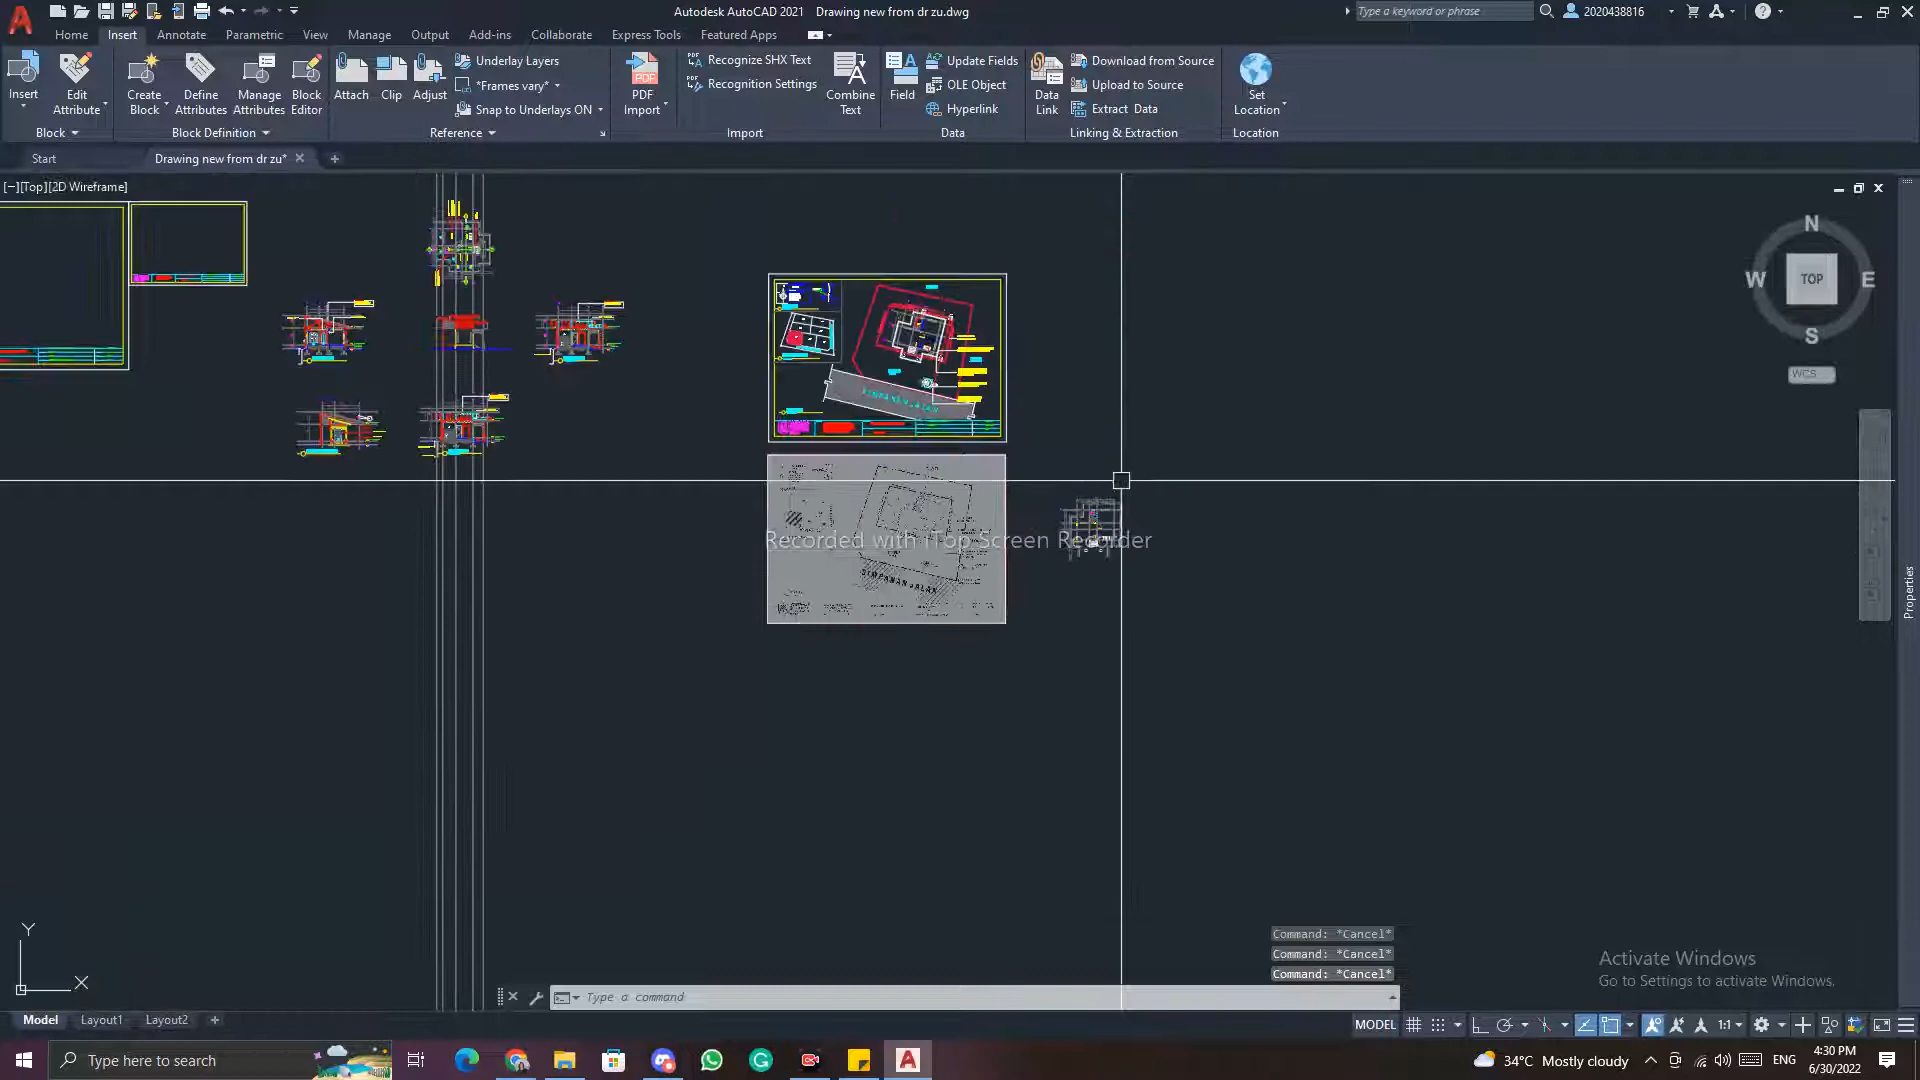 Autodesk AutoCAD 2021 Drawing new from dr zu.dwg
Type a keyword or phrase
2020438816
Home Insert Annotate Parametric View Manage Output Add-ins Collaborate Express Tools Featured Apps
Insert
Edit Attribute
Create Block
Define Attributes
Manage Attributes
Block Editor
Attach
Clip
Adjust
Underlay Layers
*Frames vary*
Snap to Underlays ON
PDF Import
Recognize SHX Text
Recognition Settings
Combine Text
Field
Update Fields
OLE Object
Hyperlink
Data Link
Download from Source
Upload to Source
Extract Data
Set Location
Block
Block Definition
Reference
Import
Data
Linking & Extraction
Location
Start
Drawing new from dr zu*
[−][Top][2D Wireframe]
N
W TOP E
S
WCS
SIMPANAN JALAN
SIMPANAN JALAN
Recorded with iTop Screen Recorder
Properties
Command: *Cancel*
Command: *Cancel*
Command: *Cancel*
Type a command
Y
X
Activate Windows
Go to Settings to activate Windows.
Model Layout1 Layout2
MODEL
1:1
Type here to search
34°C Mostly cloudy
ENG
4:30 PM
6/30/2022